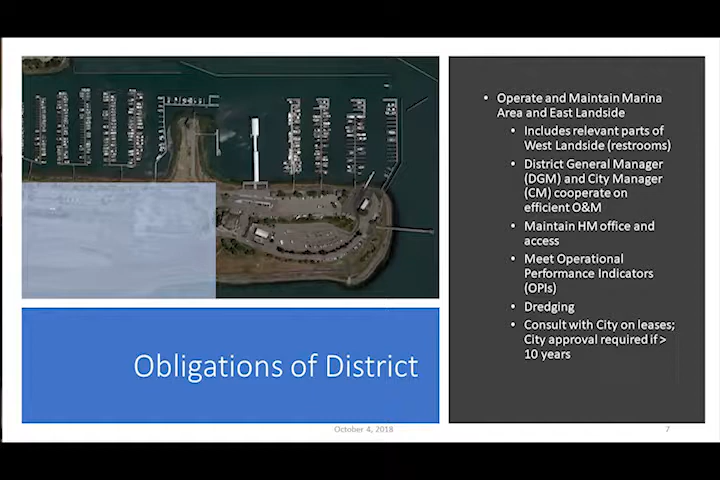 Obligations of District
• Operate and Maintain Marina
Area and East Landside
• Includes relevant parts of
West Landside (restrooms)
• District General Manager
(DGM) and City Manager
(CM) cooperate on
efficient O&M
• Maintain HM office and
access
• Meet Operational
Performance Indicators
(OPIs)
• Dredging
• Consult with City on leases;
City approval required if >
10 years
October 4, 2018
7